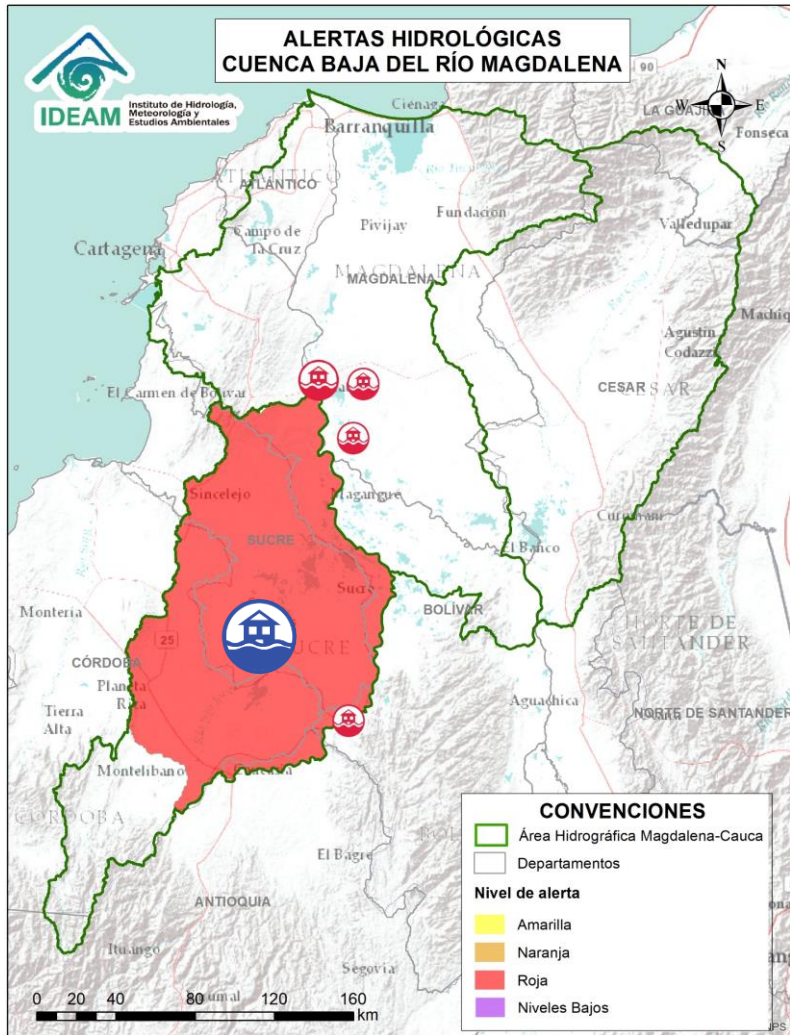 ALERTAS HIDROLÓGICAS
CUENCA BAJA DEL RÍO MAGDALENA
IDEAM
Instituto de Hidrología,
Meteorología y
Estudios Ambientales
90
N
W
E
S
LA GUAJIRA
Ciénaga
Barranquilla
Fonseca
ATLÁNTICO
Fundación
Valledupar
Pivijay
Campo de
la Cruz
Cartagena
MAGDALENA
MAGDALENA
Agustín
Codazzi
El Carmen de Bolívar
CESAR
CESAR
Sincelejo
Magangué
Curumaní
SUCRE
El Banco
Sucre
BOLÍVAR
Montería
SUCRE
NORTE DE
SANTANDER
25
CÓRDOBA
Planeta
Rica
Aguachica
NORTE DE SANTANDER
Tierra
Alta
Montelíbano
CÓRDOBA
El Bagre
ANTIOQUIA
Ituango
Segovia
CONVENCIONES
Área Hidrográfica Magdalena-Cauca
Departamentos
Nivel de alerta
Amarilla
Naranja
Roja
Niveles Bajos
0 20 40 80 120 160
km